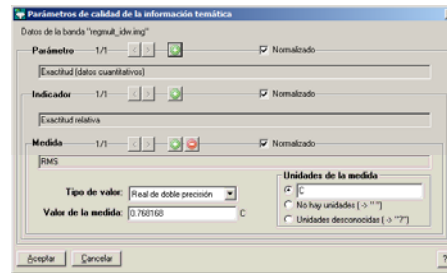 Parámetros de calidad de la información temática
Datos de la banda "regmult_idw.img"
Parámetro 1/1 < > Normalizado
Exactitud (datos cuantitativos)
Indicador 1/1 < > Normalizado
Exactitud relativa
Medida 1/1 < > Normalizado
RMS
Tipo de valor: Real de doble precisión
Valor de la medida: 0.768168 C
Unidades de la medida
C
No hay unidades (-> " ")
Unidades desconocidas (-> "?")
Aceptar Cancelar ?